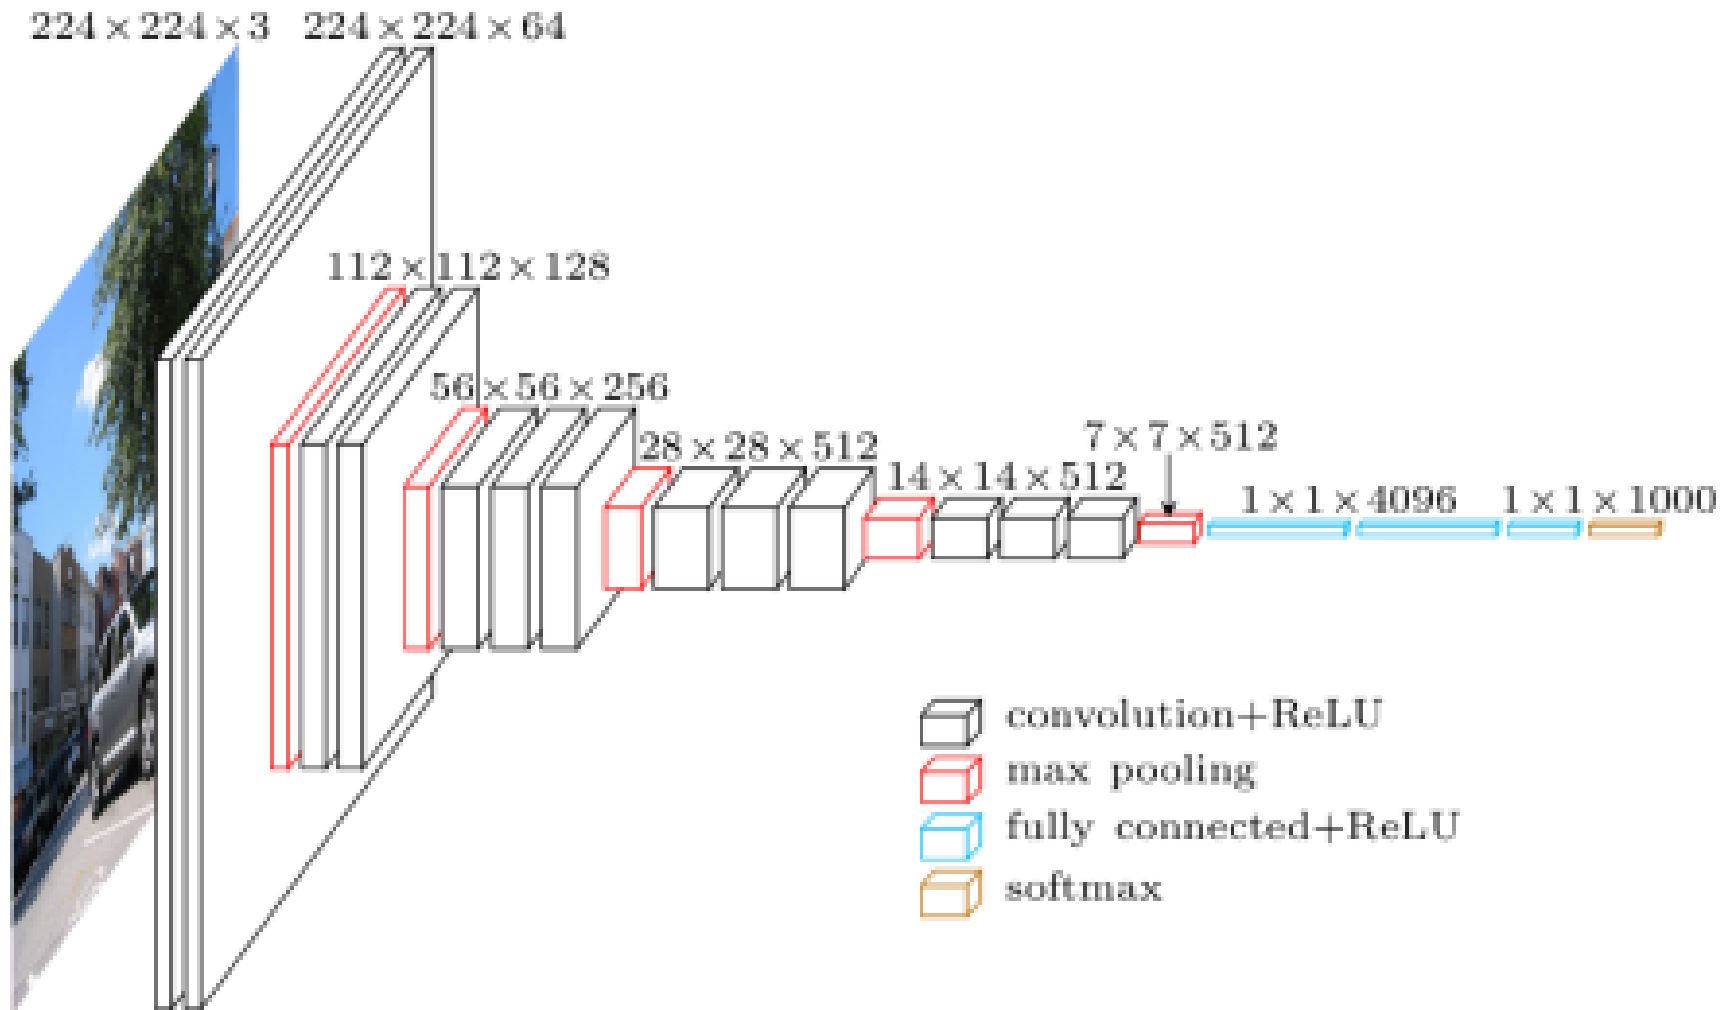 224 × 224 × 3
224 × 224 × 64
112 × 112 × 128
56 × 56 × 256
28 × 28 × 512
14 × 14 × 512
7 × 7 × 512
1 × 1 × 4096
1 × 1 × 1000
convolution+ReLU
max pooling
fully connected+ReLU
softmax